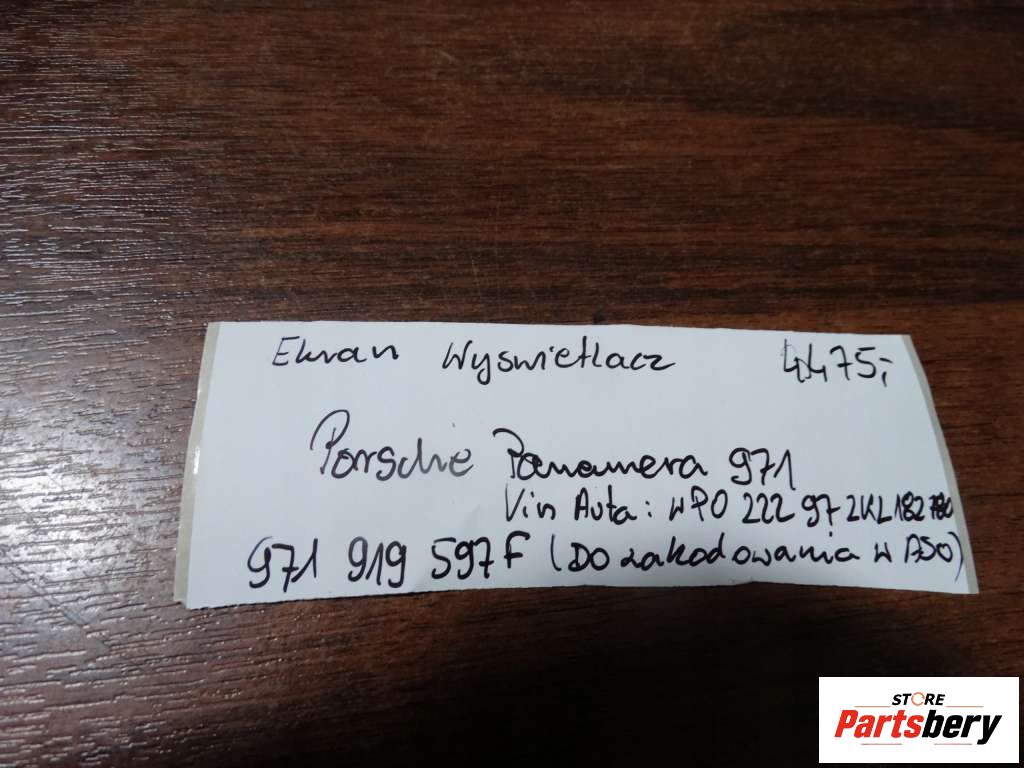 Ekran Wyswietlacz 4475,-
Porsche Panamera 971
Vin Auta: WP0 222 97 2KL182
971 919 597F (Do zakodowania w ASO)
STORE
Partsbery